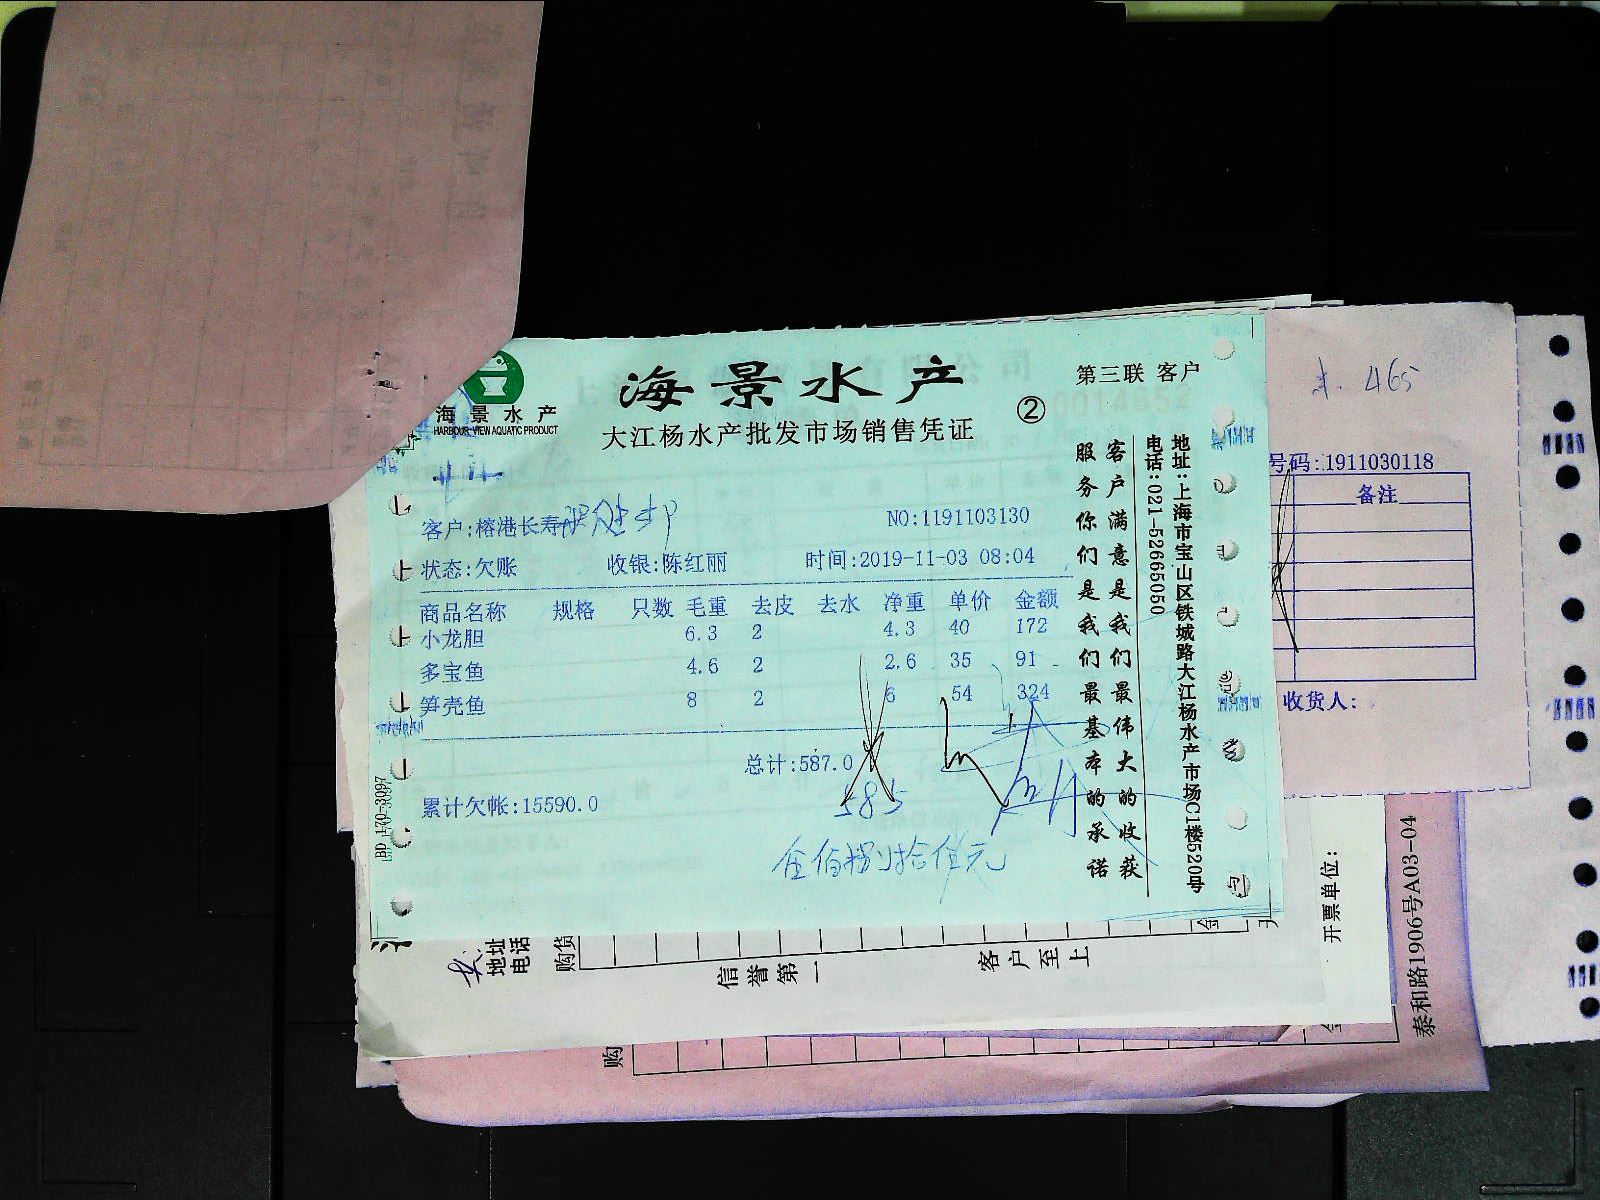 海景水产
HARBOUR VIEW AQUATIC PRODUCT
海景水产
大江杨水产批发市场销售凭证
②
第三联 客户
客户:榕港长寿
NO:1191103130
状态:欠账 收银:陈红丽 时间:2019-11-03 08:04
商品名称 规格 只数 毛重 去皮 去水 净重 单价 金额
小龙胆 6.3 2 4.3 40 172
多宝鱼 4.6 2 2.6 35 91
笋壳鱼 8 2 6 54 324
总计:587.0
585
累计欠帐:15590.0
客户满意是我们最伟大的收获
服务你们是我们最基本的承诺
地址:上海市宝山区铁城路大江杨水产市场C1楼520号
电话:021-52665050
BD 170-3097
465
号码:1911030118
备注
收货人:
地址
电话
购货
信誉第一
客户至上
金
开票单位:
泰和路1906号A03-04
购